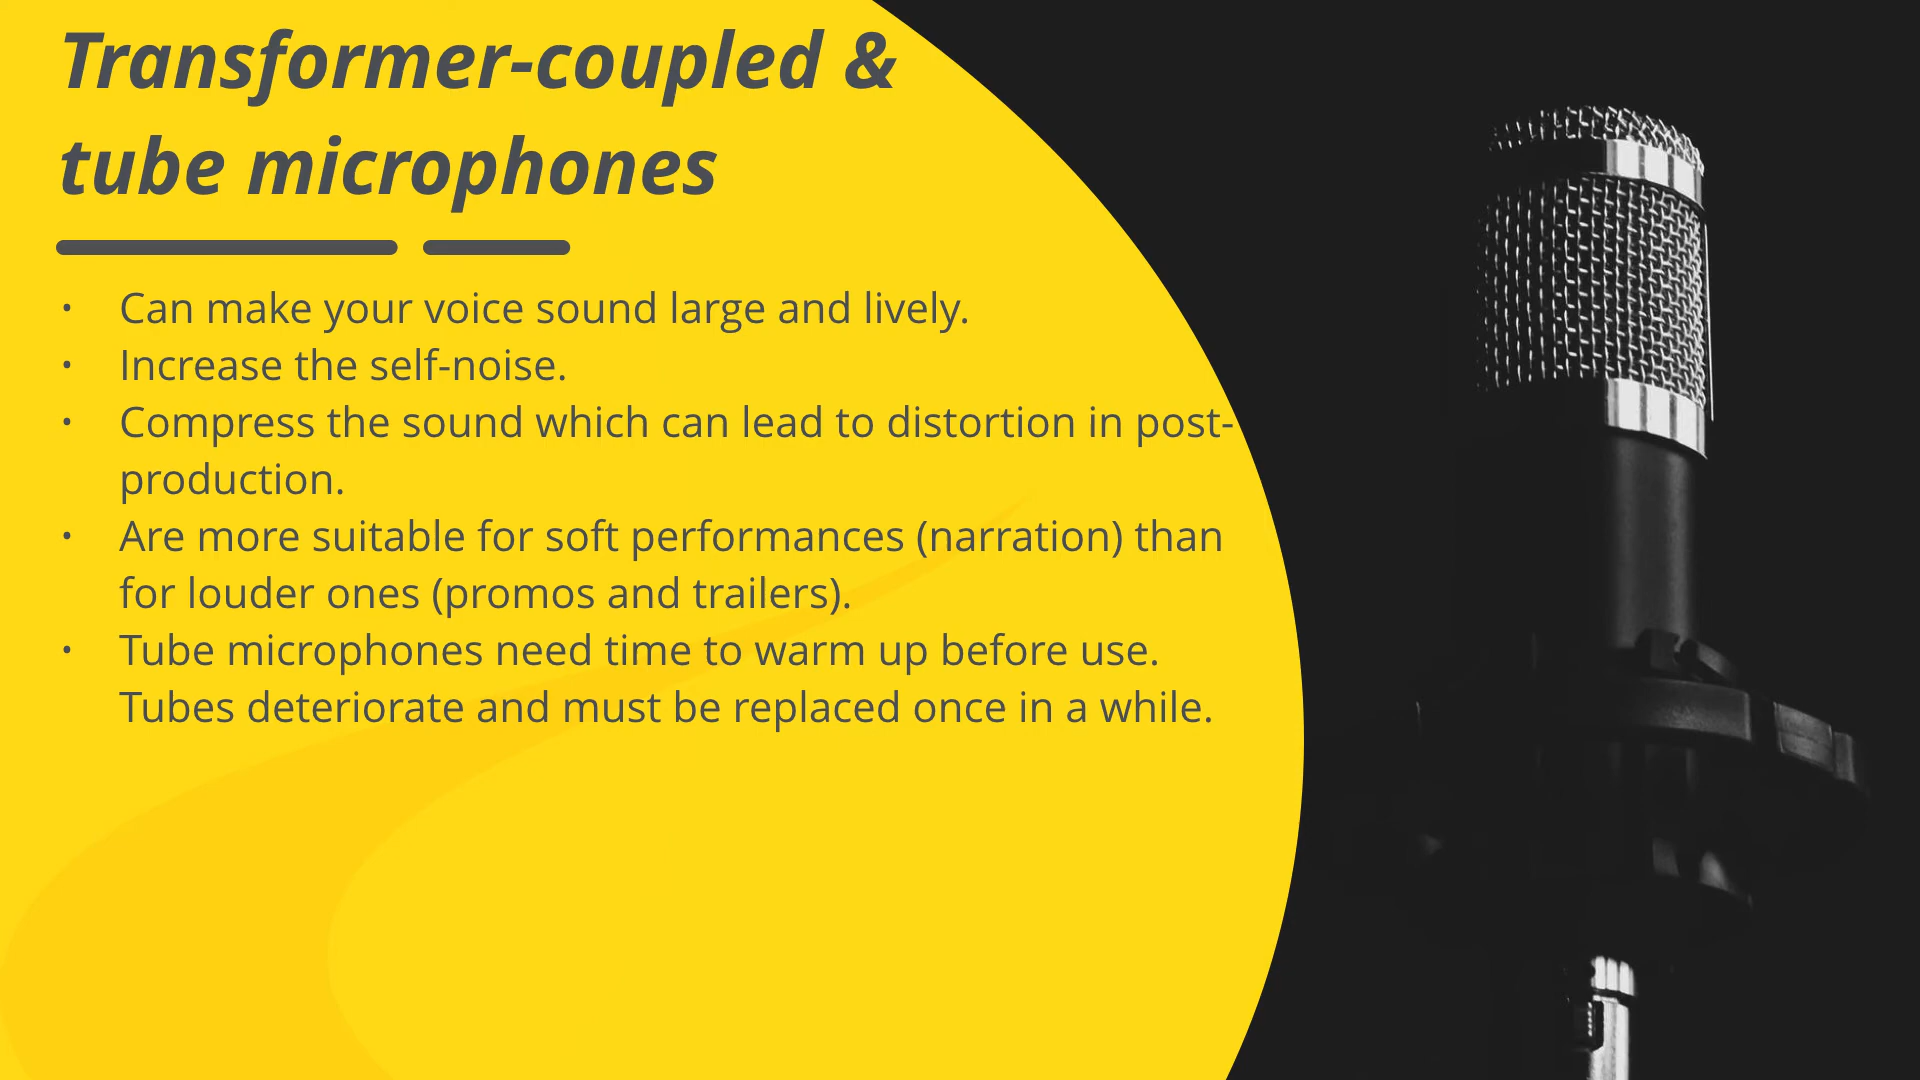 Transformer-coupled &
tube microphones
• Can make your voice sound large and lively.
• Increase the self-noise.
• Compress the sound which can lead to distortion in post-
production.
• Are more suitable for soft performances (narration) than
for louder ones (promos and trailers).
• Tube microphones need time to warm up before use.
Tubes deteriorate and must be replaced once in a while.